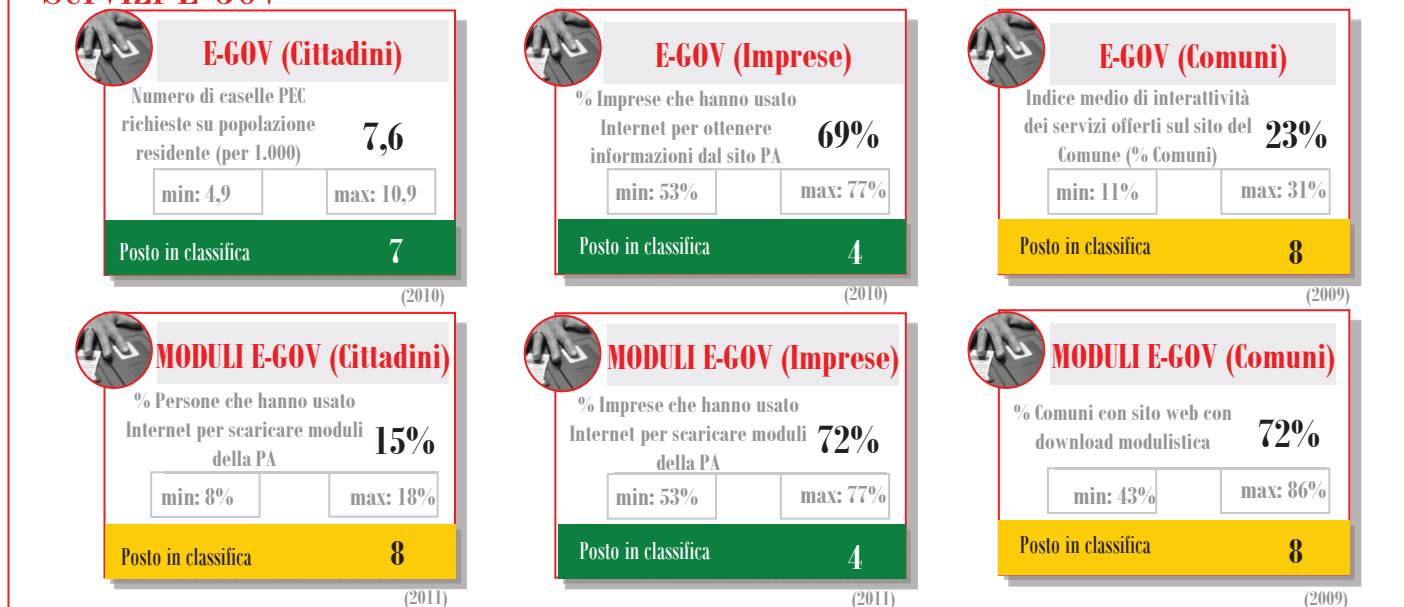 SERVIZI E-GOV
E-GOV (Cittadini)
Numero di caselle PEC
richieste su popolazione
residente (per 1.000)
7,6
min: 4,9
max: 10,9
Posto in classifica
7
(2010)
E-GOV (Imprese)
% Imprese che hanno usato
Internet per ottenere
informazioni dal sito PA
69%
min: 53%
max: 77%
Posto in classifica
4
(2010)
E-GOV (Comuni)
Indice medio di interattività
dei servizi offerti sul sito del
Comune (% Comuni)
23%
min: 11%
max: 31%
Posto in classifica
8
(2009)
MODULI E-GOV (Cittadini)
% Persone che hanno usato
Internet per scaricare moduli
della PA
15%
min: 8%
max: 18%
Posto in classifica
8
(2011)
MODULI E-GOV (Imprese)
% Imprese che hanno usato
Internet per scaricare moduli
della PA
72%
min: 53%
max: 77%
Posto in classifica
4
(2011)
MODULI E-GOV (Comuni)
% Comuni con sito web con
download modulistica
72%
min: 43%
max: 86%
Posto in classifica
8
(2009)